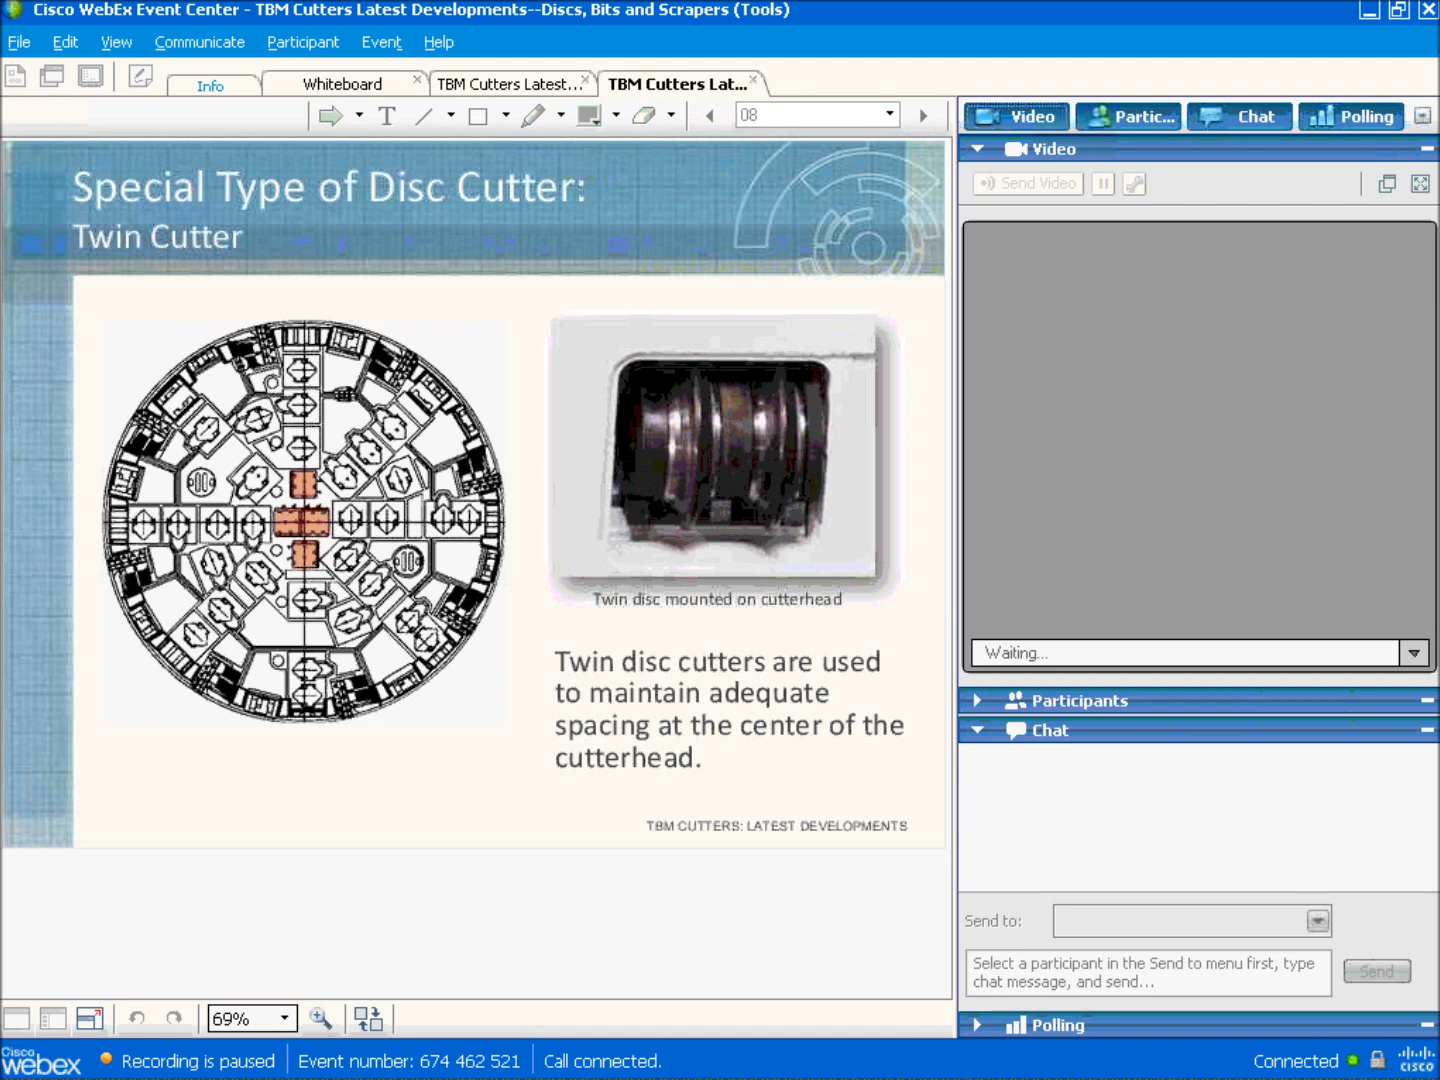 Cisco WebEx Event Center - TBM Cutters Latest Developments--Discs, Bits and Scrapers (Tools)
File Edit View Communicate Participant Event Help
Info Whiteboard TBM Cutters Latest... TBM Cutters Lat...
T 08
Video Partic... Chat Polling
Video
Send Video
Special Type of Disc Cutter:
Twin Cutter
Twin disc mounted on cutterhead
Waiting...
Twin disc cutters are used
to maintain adequate
spacing at the center of the
cutterhead.
TBM CUTTERS: LATEST DEVELOPMENTS
Participants
Chat
Send to:
Select a participant in the Send to menu first, type
chat message, and send...
Send
Polling
69%
Cisco
webex
Recording is paused Event number: 674 462 521 Call connected.
Connected
CISCO